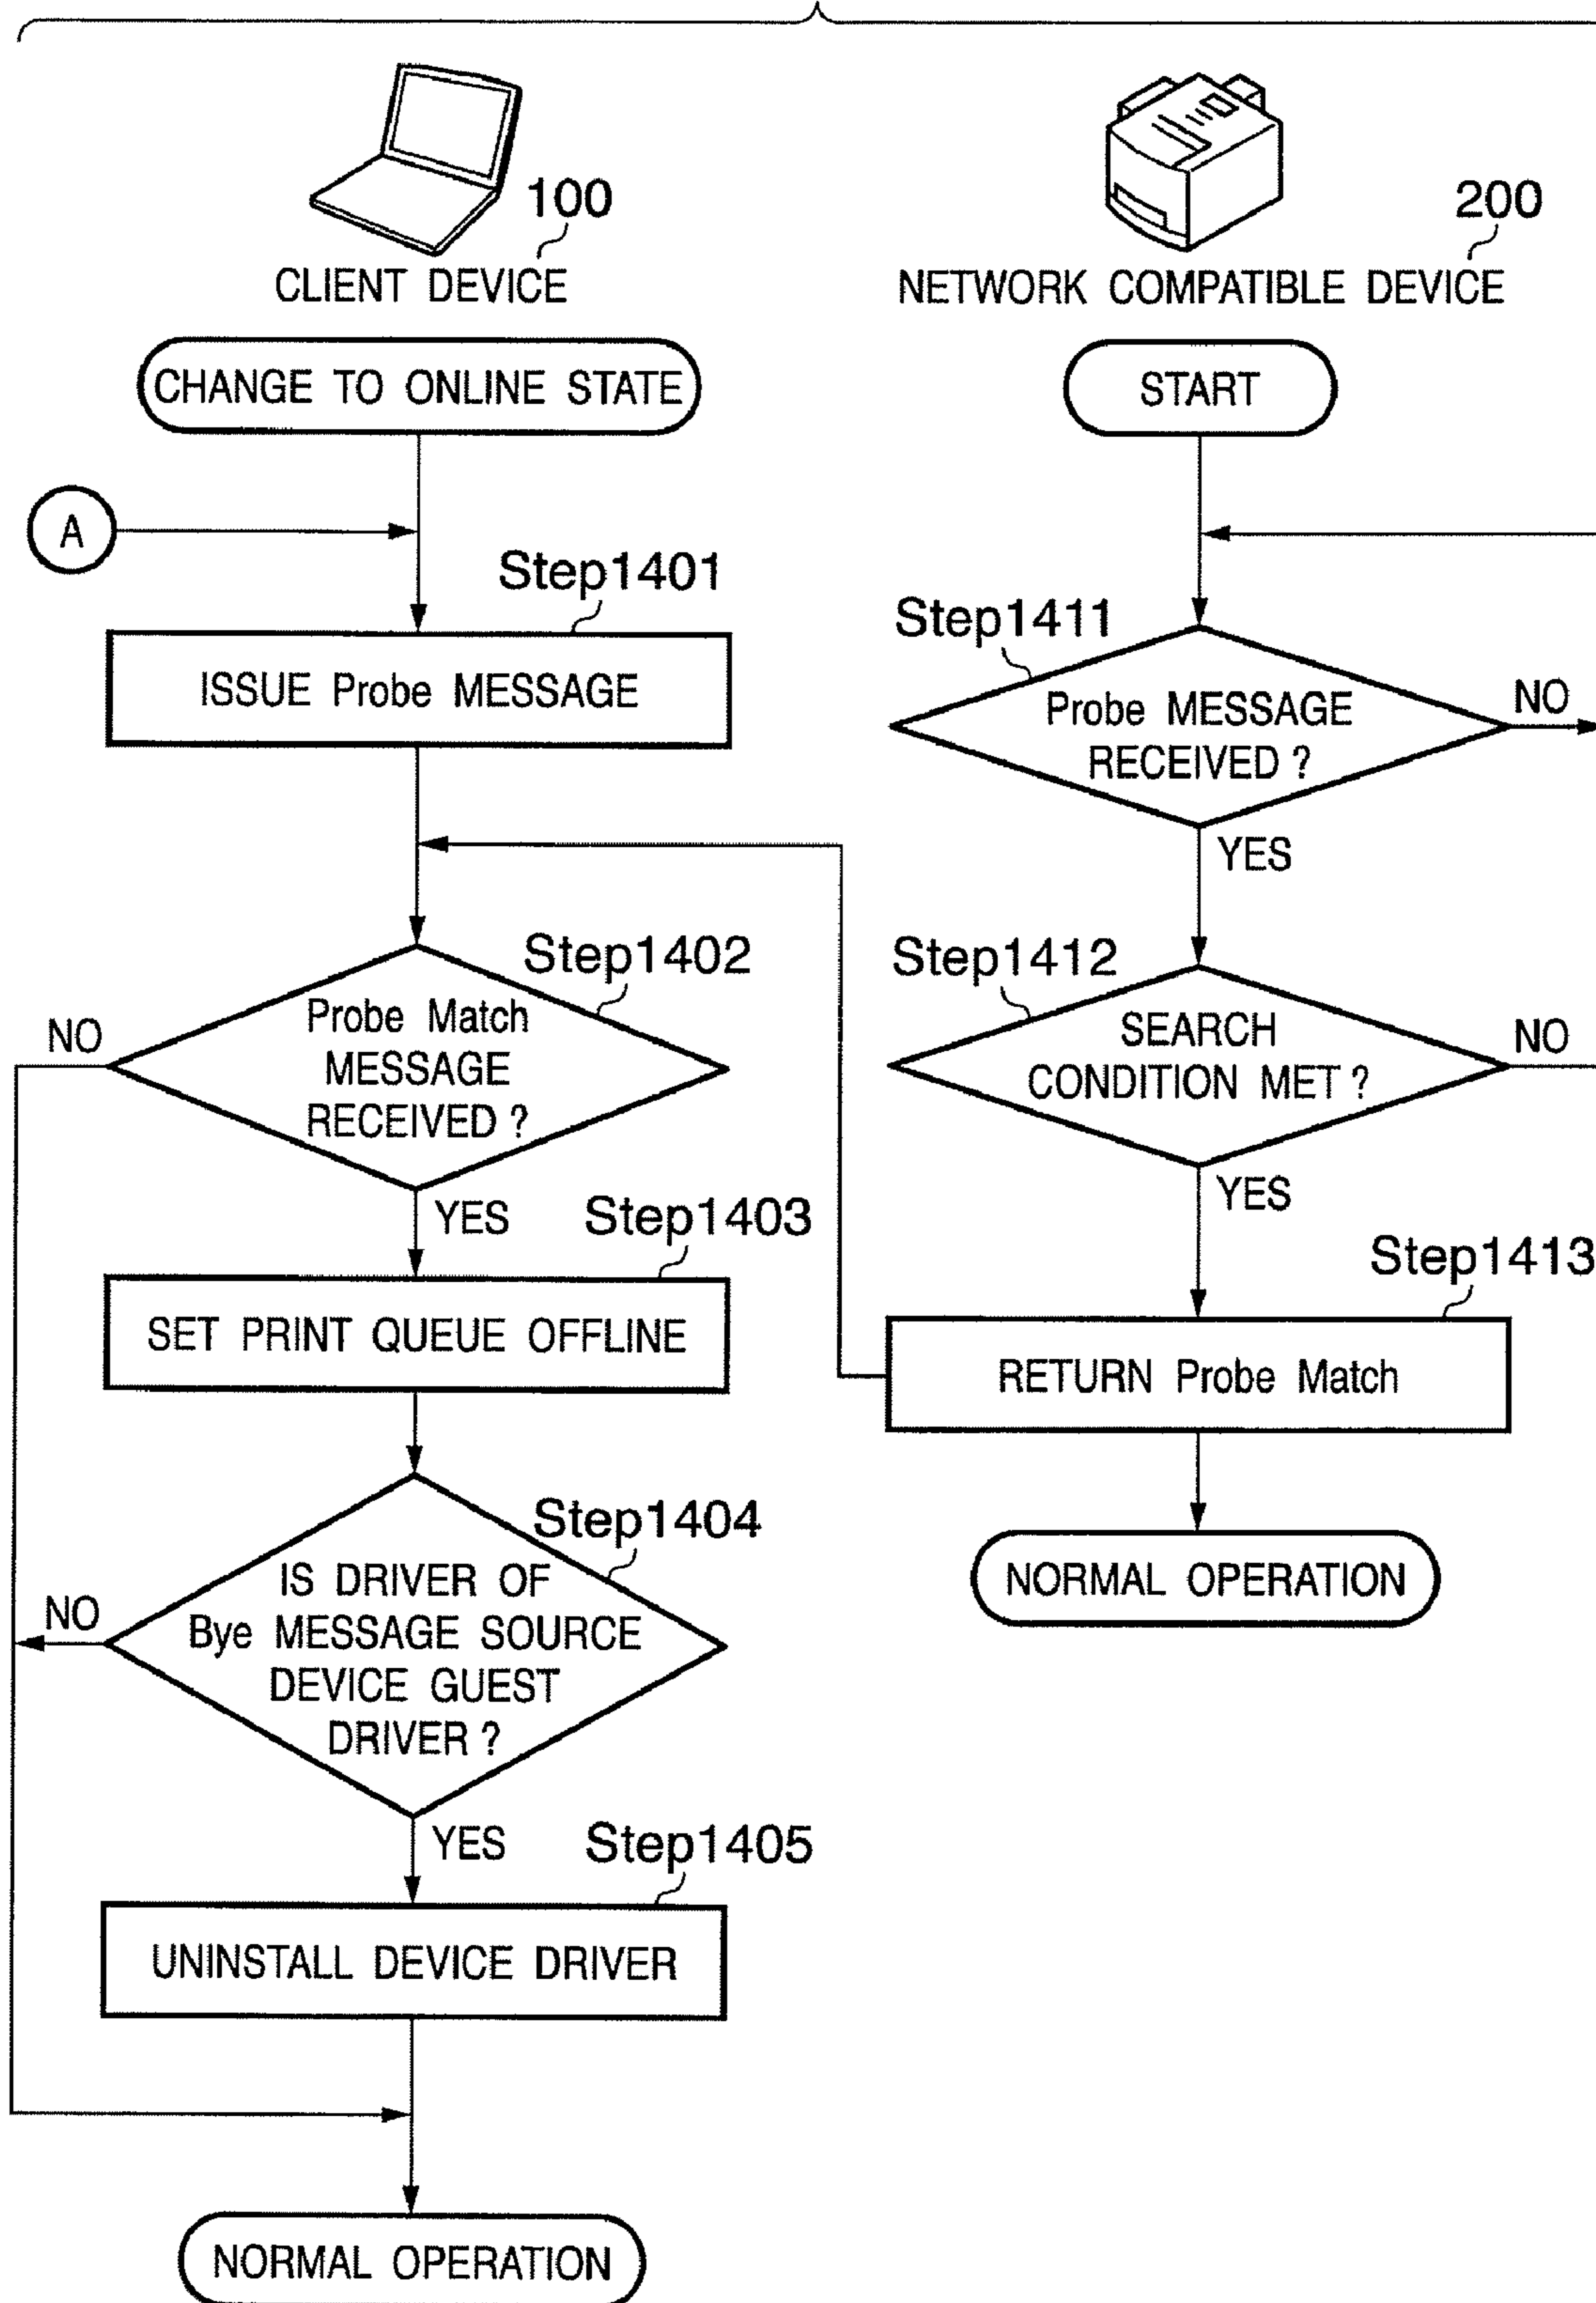 100
CLIENT DEVICE
CHANGE TO ONLINE STATE
A
Step1401
ISSUE Probe MESSAGE
Step1402
Probe Match
MESSAGE
RECEIVED ?
NO
YES
Step1403
SET PRINT QUEUE OFFLINE
Step1404
IS DRIVER OF
Bye MESSAGE SOURCE
DEVICE GUEST
DRIVER ?
NO
YES
Step1405
UNINSTALL DEVICE DRIVER
NORMAL OPERATION
200
NETWORK COMPATIBLE DEVICE
START
Step1411
Probe MESSAGE
RECEIVED ?
NO
YES
Step1412
SEARCH
CONDITION MET ?
NO
YES
Step1413
RETURN Probe Match
NORMAL OPERATION